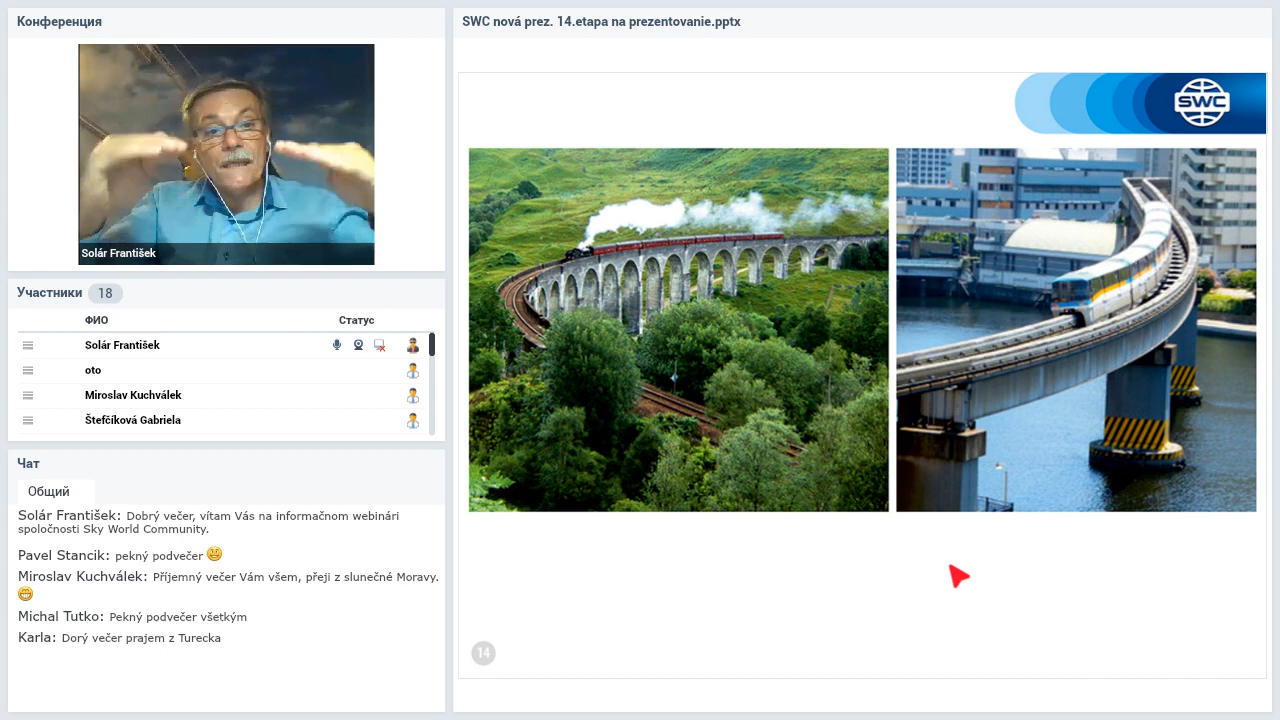 Конференция
Solár František
Участники 18
ФИО Статус
Solár František
oto
Miroslav Kuchválek
Štefčíková Gabriela
Чат
Общий
Solár František: Dobrý večer, vítam Vás na informačnom webinári
spoločnosti Sky World Community.
Pavel Stancik: pekný podvečer
Miroslav Kuchválek: Příjemný večer Vám všem, přeji z slunečné Moravy.
Michal Tutko: Pekný podvečer všetkým
Karla: Dorý večer prajem z Turecka
SWC nová prez. 14.etapa na prezentovanie.pptx
SWC
14